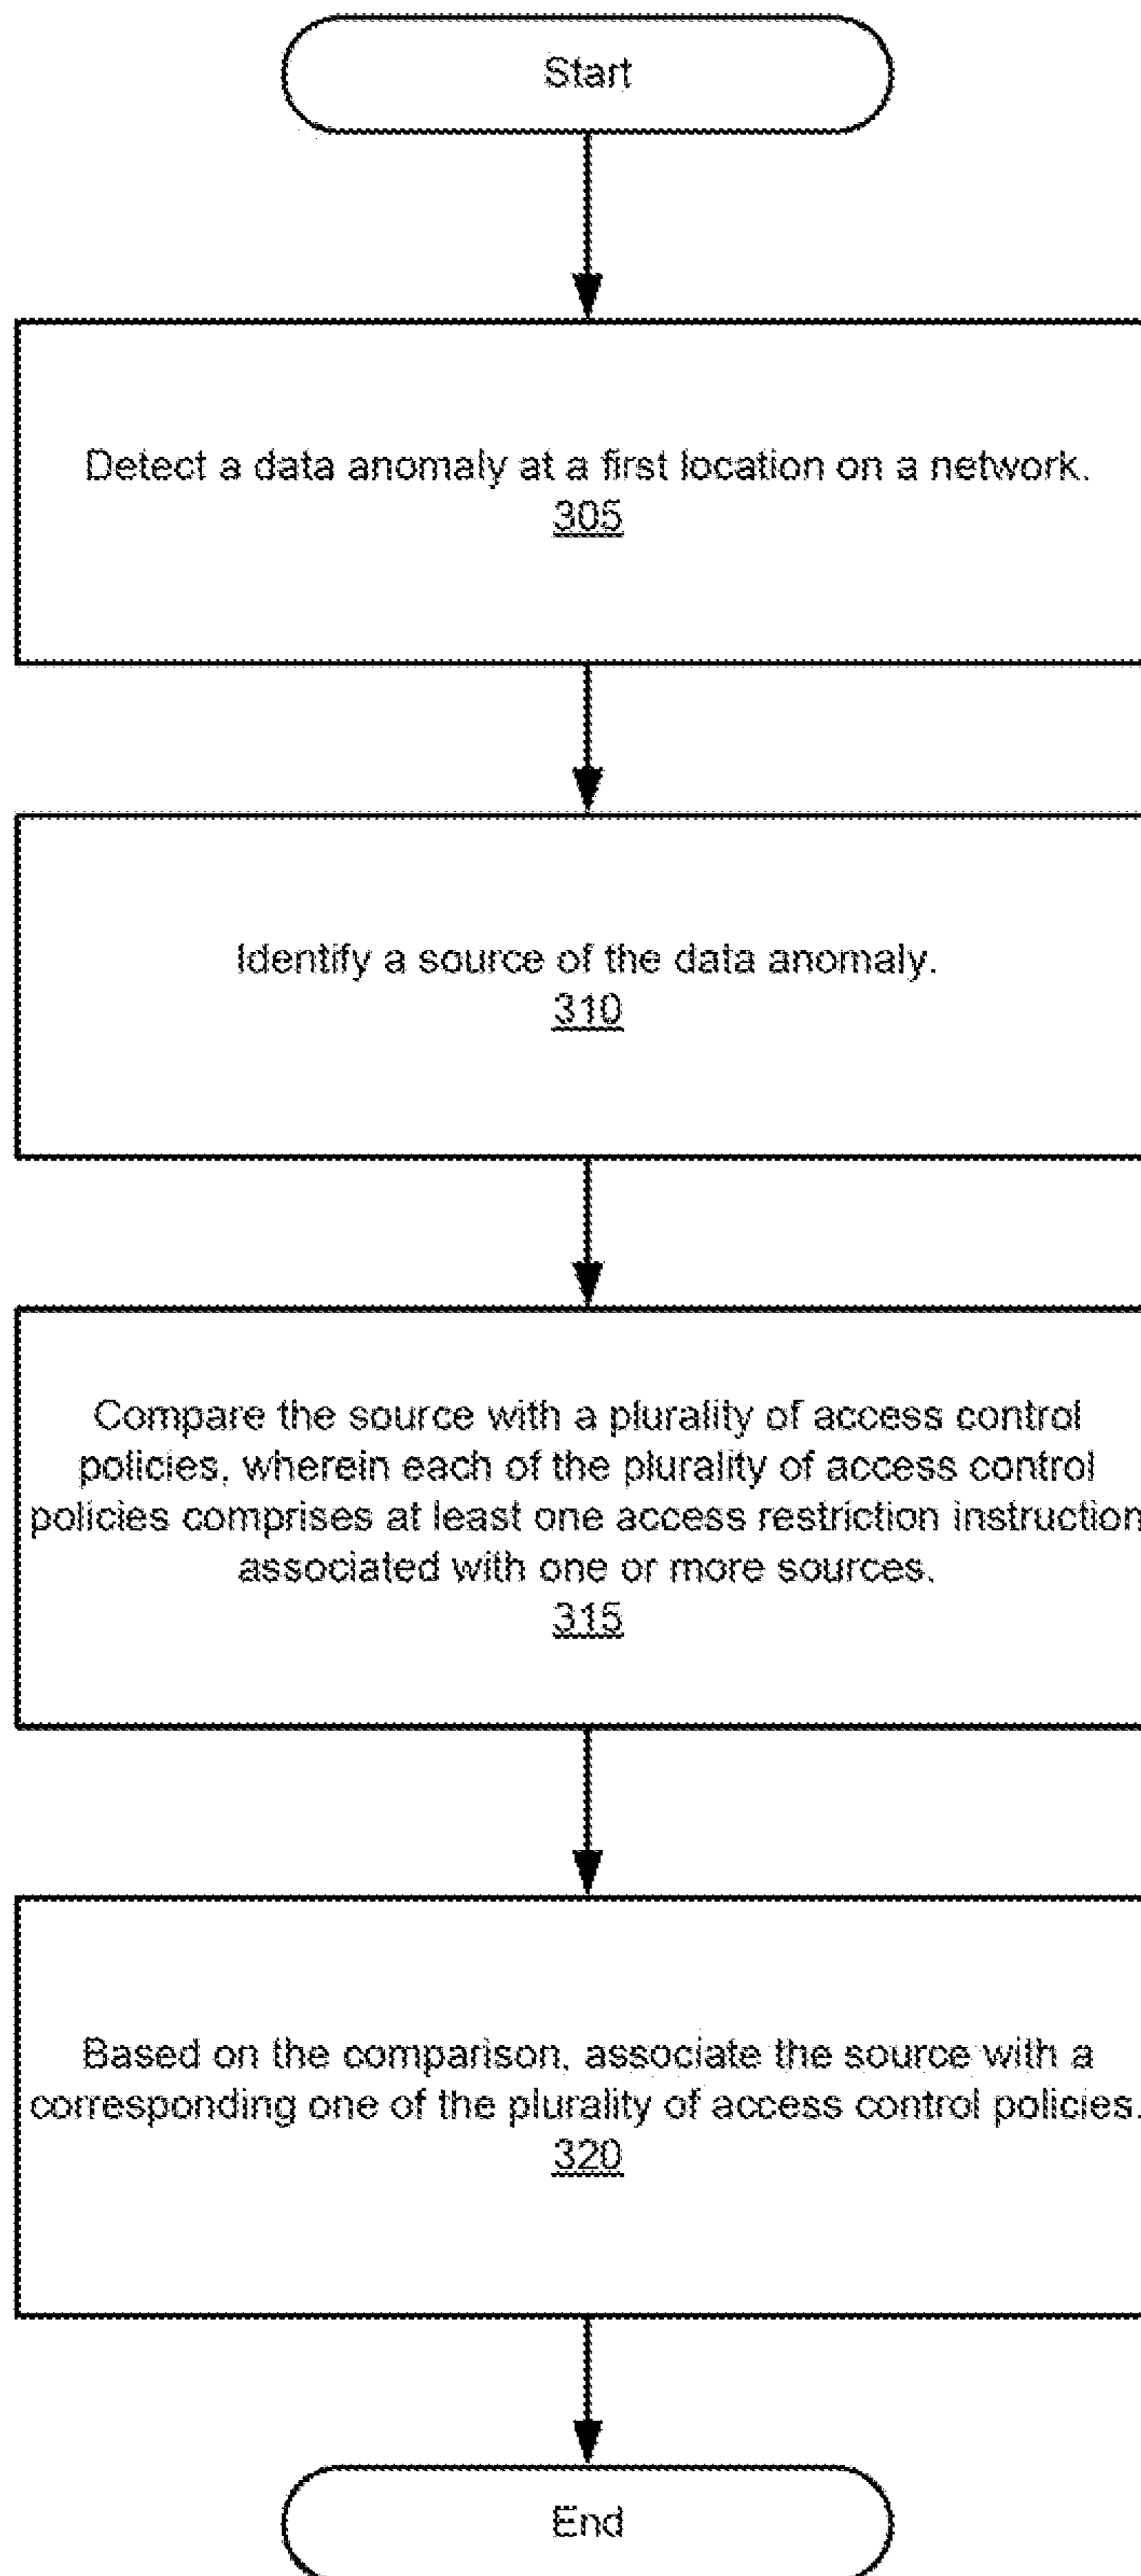 Start
Detect a data anomaly at a first location on a network.
305
Identify a source of the data anomaly.
310
Compare the source with a plurality of access control
policies, wherein each of the plurality of access control
policies comprises at least one access restriction instruction
associated with one or more sources.
315
Based on the comparison, associate the source with a
corresponding one of the plurality of access control policies.
320
End